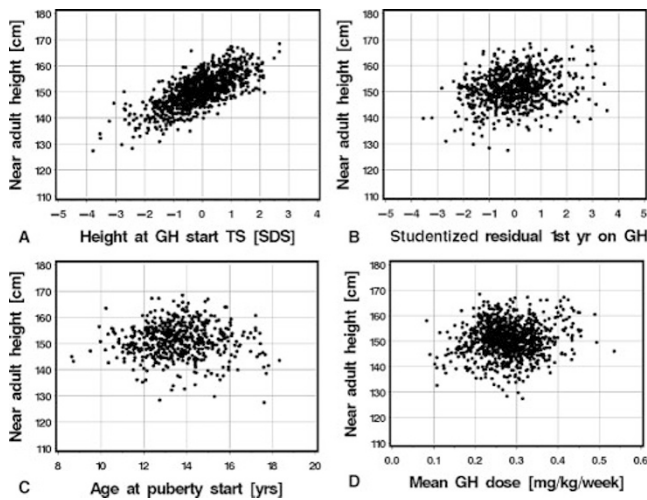 Near adult height [cm]
180
170
160
150
140
130
120
110
−5 −4 −3 −2 −1 0 1 2 3 4
A Height at GH start TS [SDS]
Near adult height [cm]
180
170
160
150
140
130
120
110
−5 −4 −3 −2 −1 0 1 2 3 4 5
B Studentized residual 1st yr on GH
Near adult height [cm]
180
170
160
150
140
130
120
110
8 10 12 14 16 18 20
C Age at puberty start [yrs]
Near adult height [cm]
180
170
160
150
140
130
120
110
0.0 0.1 0.2 0.3 0.4 0.5 0.6
D Mean GH dose [mg/kg/week]